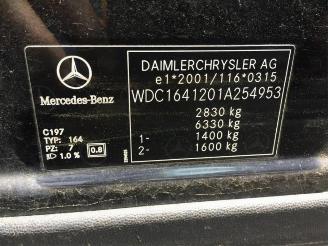 DAIMLERCHRYSLER AG
e1*2001/116*0315
WDC1641201A254953
2830 kg
6330 kg
1- 1400 kg
2- 1600 kg
Mercedes-Benz
C197
TYP: 164
PZ: 7
1.0 % 0.8